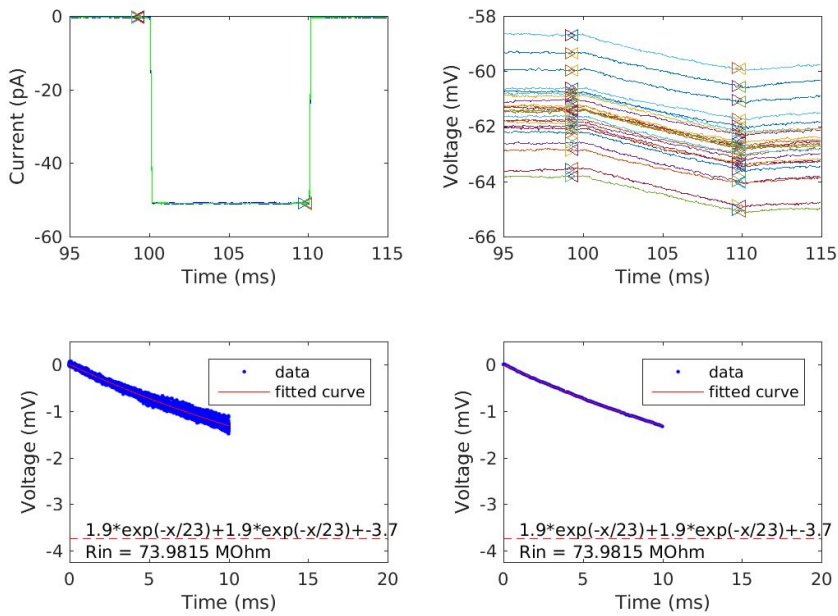 0
-20
-40
-60
Current (pA)
95 100 105 110 115
Time (ms)
-58
-60
-62
-64
-66
Voltage (mV)
95 100 105 110 115
Time (ms)
0
-1
-2
-3
-4
Voltage (mV)
data
fitted curve
1.9*exp(-x/23)+1.9*exp(-x/23)+-3.7
Rin = 73.9815 MOhm
0 5 10 15 20
Time (ms)
0
-1
-2
-3
-4
Voltage (mV)
data
fitted curve
1.9*exp(-x/23)+1.9*exp(-x/23)+-3.7
Rin = 73.9815 MOhm
0 5 10 15 20
Time (ms)